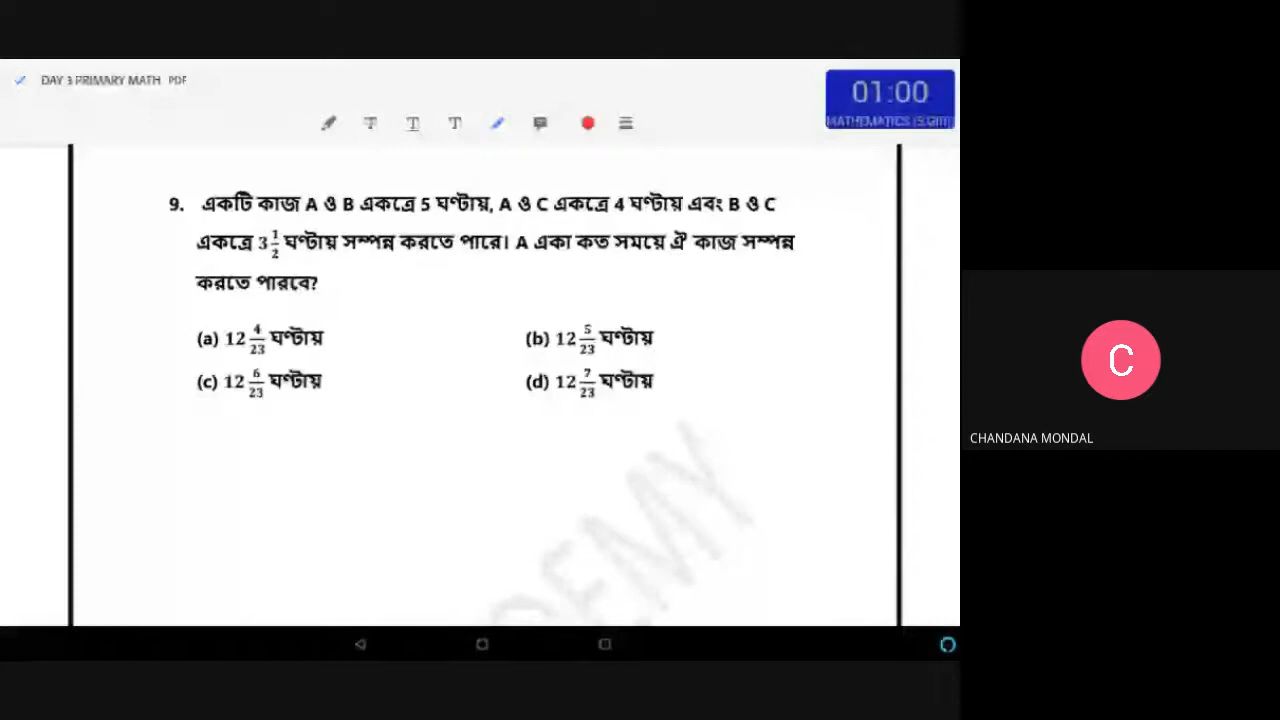 DAY 3 PRIMARY MATH PDF
01:00
MATHEMATICS (S.GIRI)
9. একটি কাজ A ও B একত্রে 5 ঘণ্টায়, A ও C একত্রে 4 ঘণ্টায় এবং B ও C
একত্রে 3 1/2 ঘণ্টায় সম্পন্ন করতে পারে। A একা কত সময়ে ঐ কাজ সম্পন্ন
করতে পারবে?
(a) 12 4/23 ঘণ্টায় (b) 12 5/23 ঘণ্টায়
(c) 12 6/23 ঘণ্টায় (d) 12 7/23 ঘণ্টায়
C
CHANDANA MONDAL